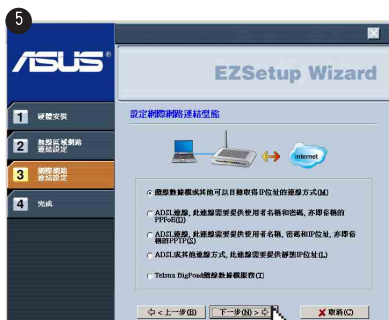 5
ASUS
EZSetup Wizard
1 硬體安裝
2 無線區域網路
連結設定
3 網際網路
連結設定
4 完成
設定網際網路連結型態
internet
纜線數據機或其他可以自動取得IP位址的連線方式(M)
ADSL連線, 此連線需要提供使用者名稱和密碼, 亦即俗稱的
PPPoE(D)
ADSL連線, 此連線需要提供使用者名稱, 密碼和IP位址, 亦即俗
稱的PPTP(S)
ADSL或其他連線方式, 此連線需要提供靜態IP位址(L)
Telstra BigPond纜線數據機服務(T)
<上一步(B)
下一步(N)>
取消(C)